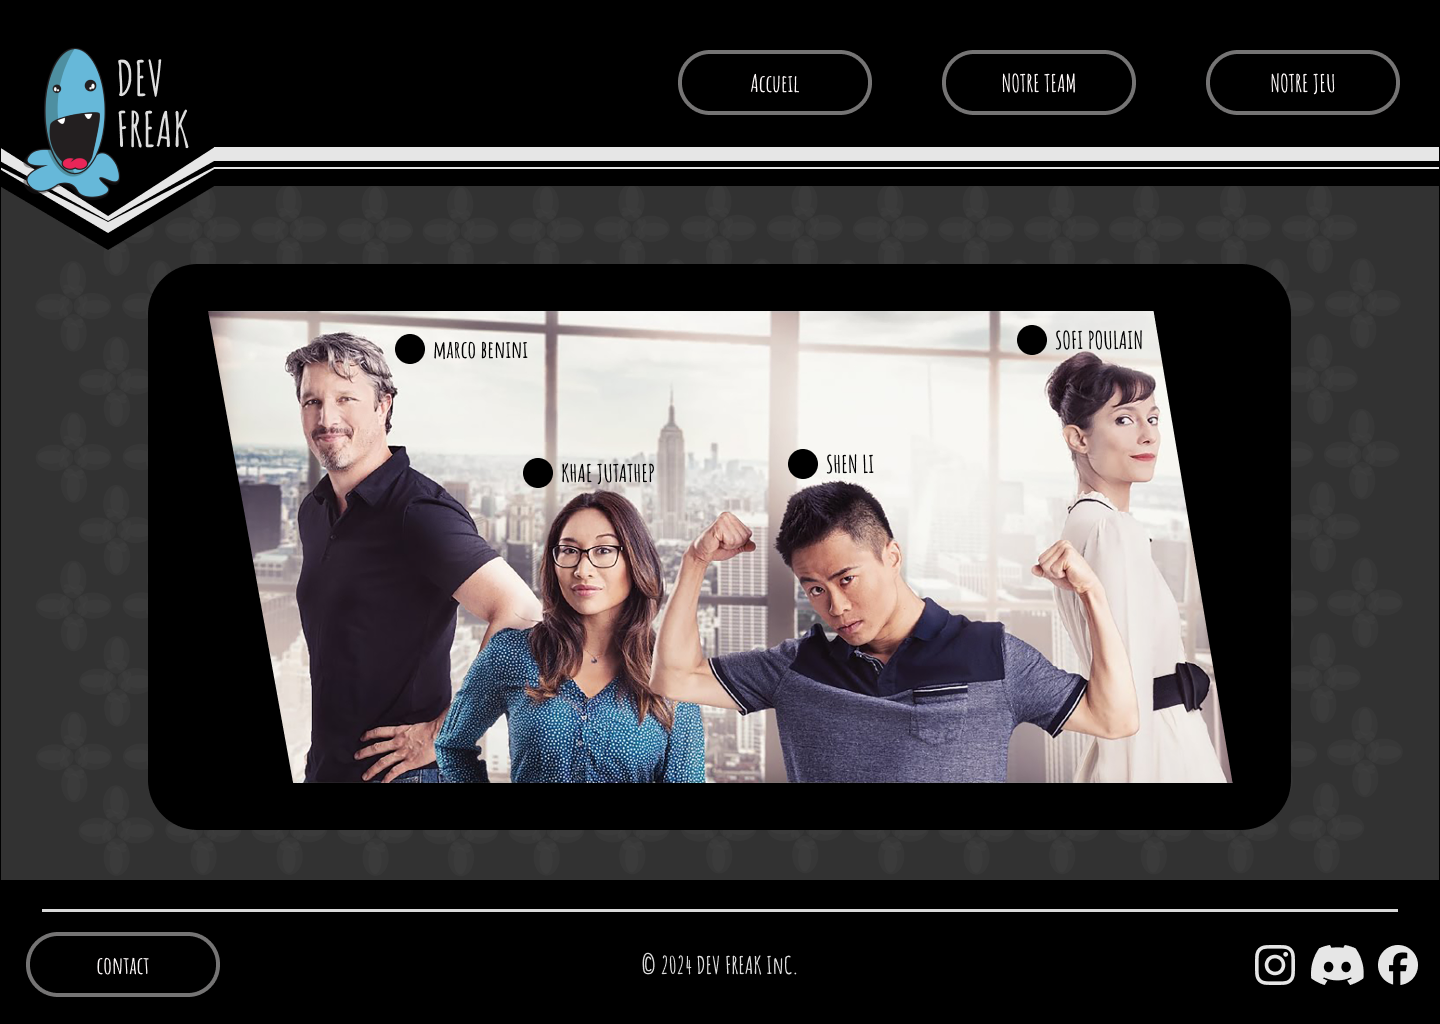 DEV
FREAK
Accueil
NOTRE TEAM
NOTRE JEU
MARCO BENINI
SOFI POULAIN
KHAE JUTATHEP
SHEN LI
CONTACT
© 2024 DEV FREAK InC.